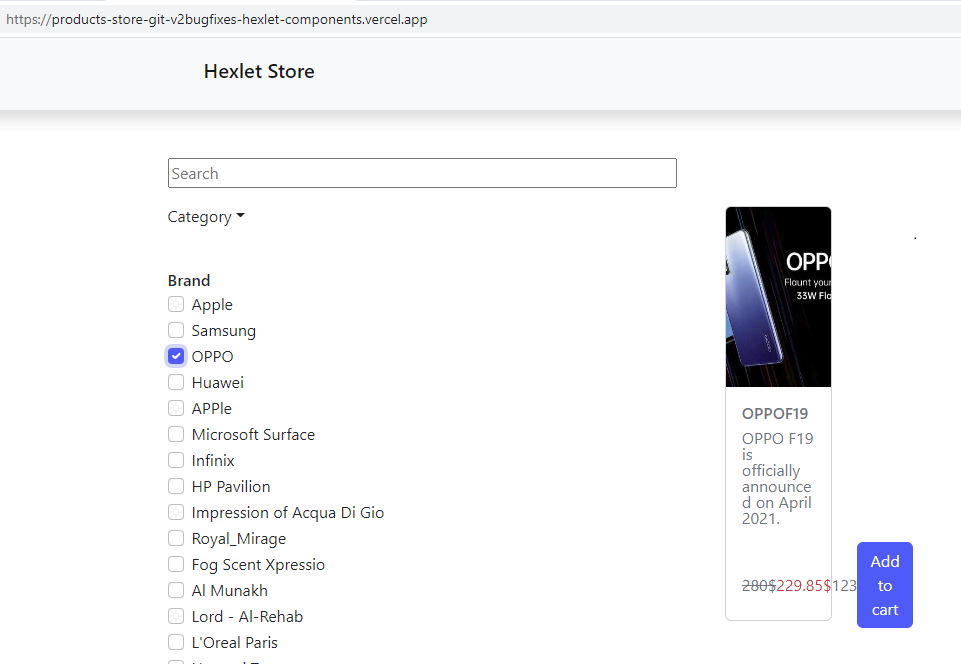 https://products-store-git-v2bugfixes-hexlet-components.vercel.app
Hexlet Store
Search
Category
Brand
Apple
Samsung
OPPO
Huawei
APPle
Microsoft Surface
Infinix
HP Pavilion
Impression of Acqua Di Gio
Royal_Mirage
Fog Scent Xpressio
Al Munakh
Lord - Al-Rehab
L'Oreal Paris
OPPO
Flaunt your
33W Fla
OPPOF19
OPPO F19
is
officially
announce
d on April
2021.
280$229.85$123
Add
to
cart